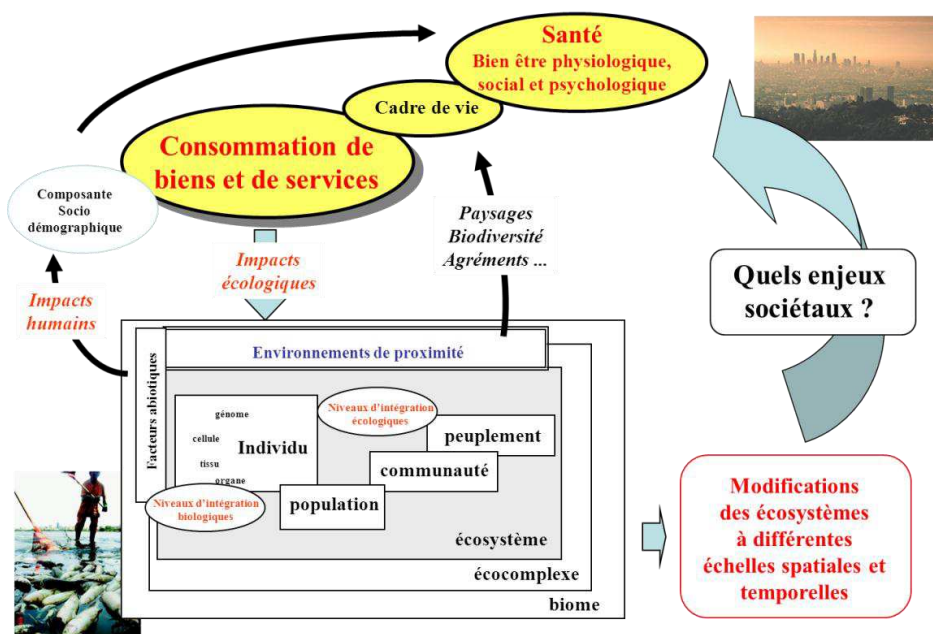 Santé
Bien être physiologique,
social et psychologique
Cadre de vie
Consommation de
biens et de services
Composante
Socio
démographique
Paysages
Biodiversité
Agréments ...
Impacts
écologiques
Impacts
humains
Quels enjeux
sociétaux ?
Environnements de proximité
Facteurs abiotiques
Niveaux d'intégration
écologiques
génome
cellule
Individu
tissu
organe
peuplement
communauté
population
Niveaux d'intégration
biologiques
écosystème
écocomplexe
biome
Modifications
des écosystèmes
à différentes
échelles spatiales et
temporelles